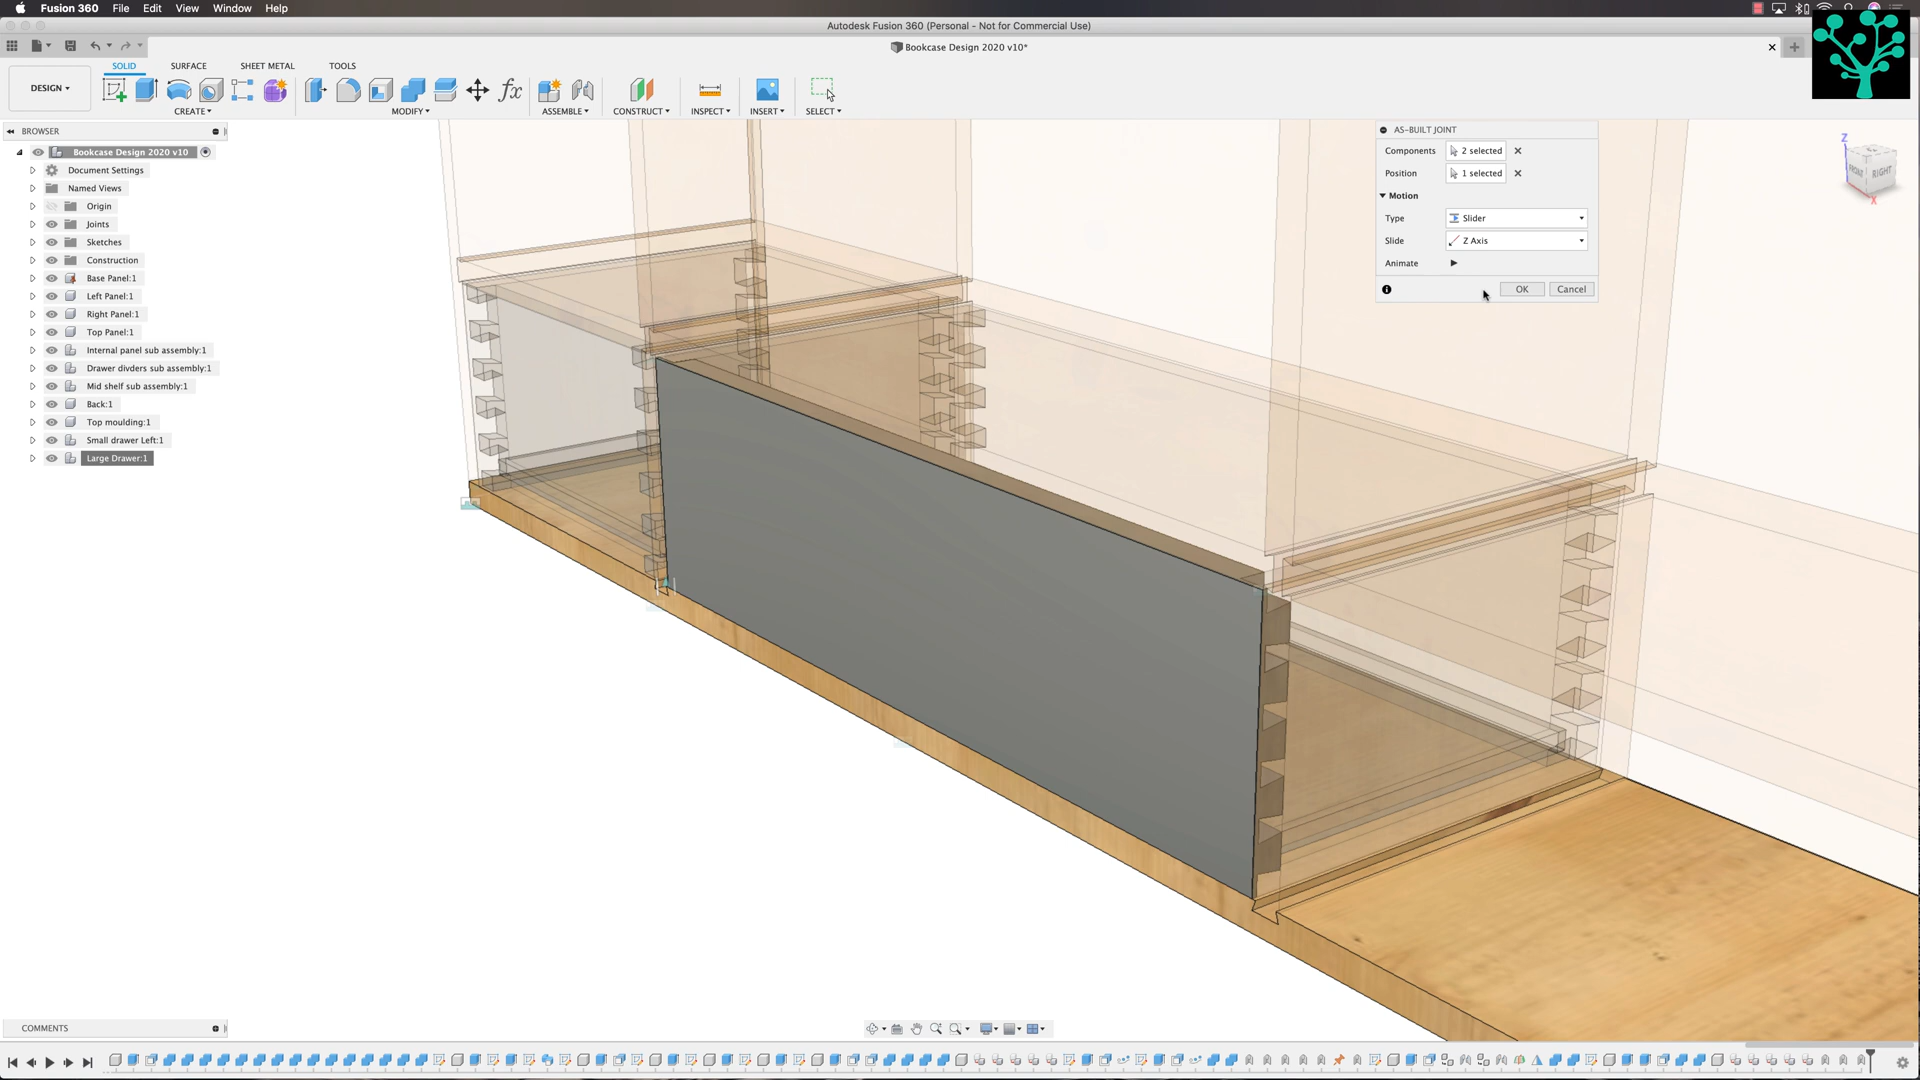 Fusion 360 File Edit View Window Help
Autodesk Fusion 360 (Personal - Not for Commercial Use)
Bookcase Design 2020 v10*
SOLID SURFACE SHEET METAL TOOLS
DESIGN
CREATE MODIFY ASSEMBLE CONSTRUCT INSPECT INSERT SELECT
BROWSER
Bookcase Design 2020 v10
Document Settings
Named Views
Origin
Joints
Sketches
Construction
Base Panel:1
Left Panel:1
Right Panel:1
Top Panel:1
Internal panel sub assembly:1
Drawer dividers sub assembly:1
Mid shelf sub assembly:1
Back:1
Top moulding:1
Small drawer Left:1
Large Drawer:1
AS-BUILT JOINT
Components 2 selected
Position 1 selected
Motion
Type Slider
Slide Z Axis
Animate
OK Cancel
Z
FRONT RIGHT
X
COMMENTS